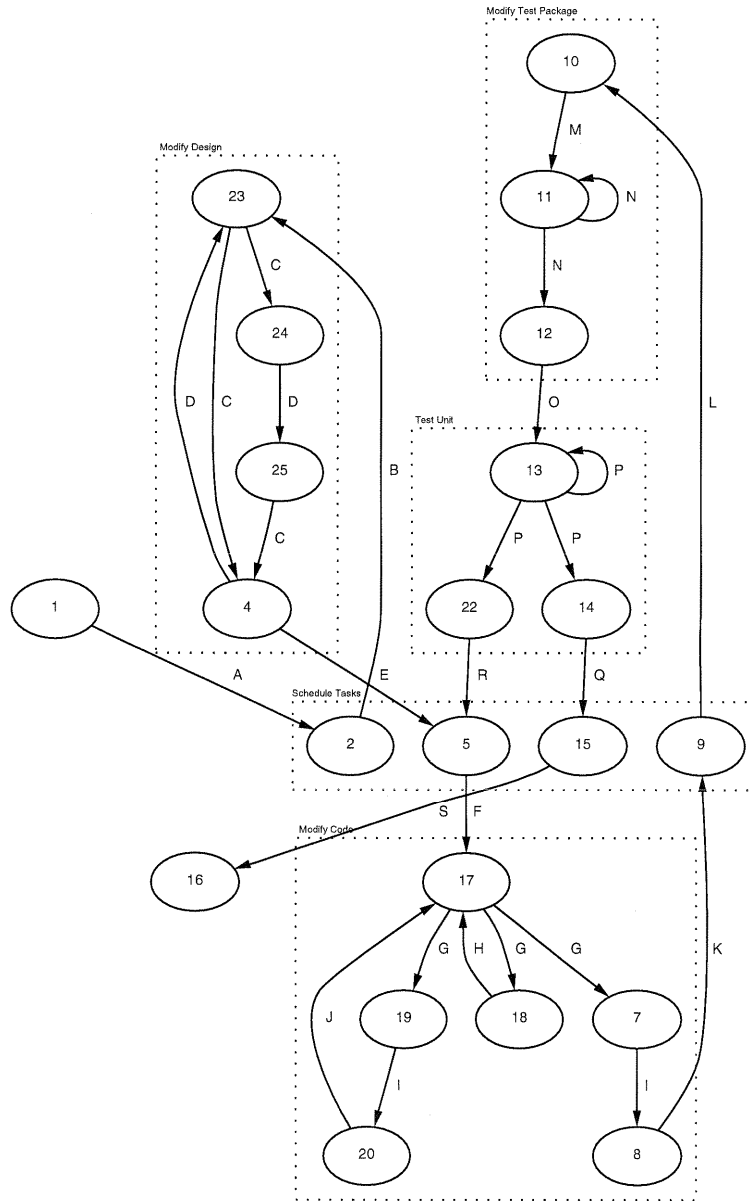 Modify Test Package
10
M
Modify Design
23
11
N
C
N
24
12
D
C
D
O
L
Test Unit
25
13
P
B
C
P
P
1
4
22
14
A
E
R
Q
Schedule Tasks
2
5
15
9
S
F
Modify Code
16
17
G
H
G
G
K
J
19
18
7
I
I
20
8